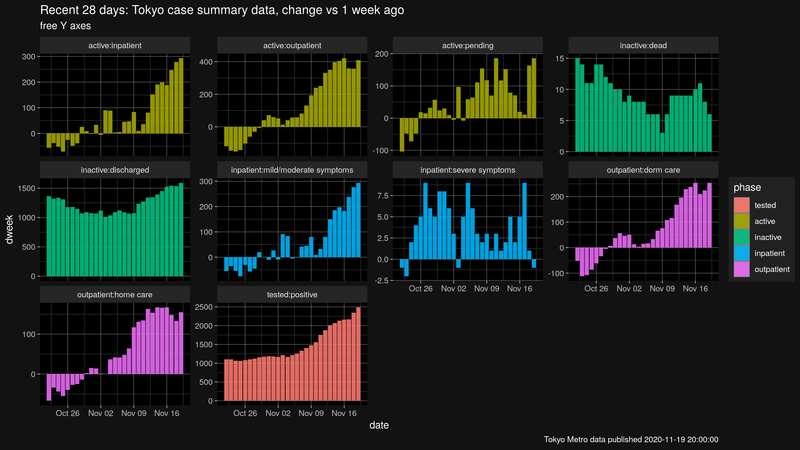 Recent 28 days: Tokyo case summary data, change vs 1 week ago
free Y axes
active:inpatient
active:outpatient
active:pending
inactive:dead
300
200
100
0
400
200
0
200
100
0
-100
15
10
5
0
inactive:discharged
inpatient:mild/moderate symptoms
inpatient:severe symptoms
outpatient:dorm care
1500
1000
500
0
300
200
100
0
7.5
5.0
2.5
0.0
-2.5
200
100
0
-100
Oct 26 Nov 02 Nov 09 Nov 16
Oct 26 Nov 02 Nov 09 Nov 16
outpatient:home care
tested:positive
100
0
2500
2000
1500
1000
500
0
Oct 26 Nov 02 Nov 09 Nov 16
Oct 26 Nov 02 Nov 09 Nov 16
dweek
date
phase
tested
active
inactive
inpatient
outpatient
Tokyo Metro data published 2020-11-19 20:00:00